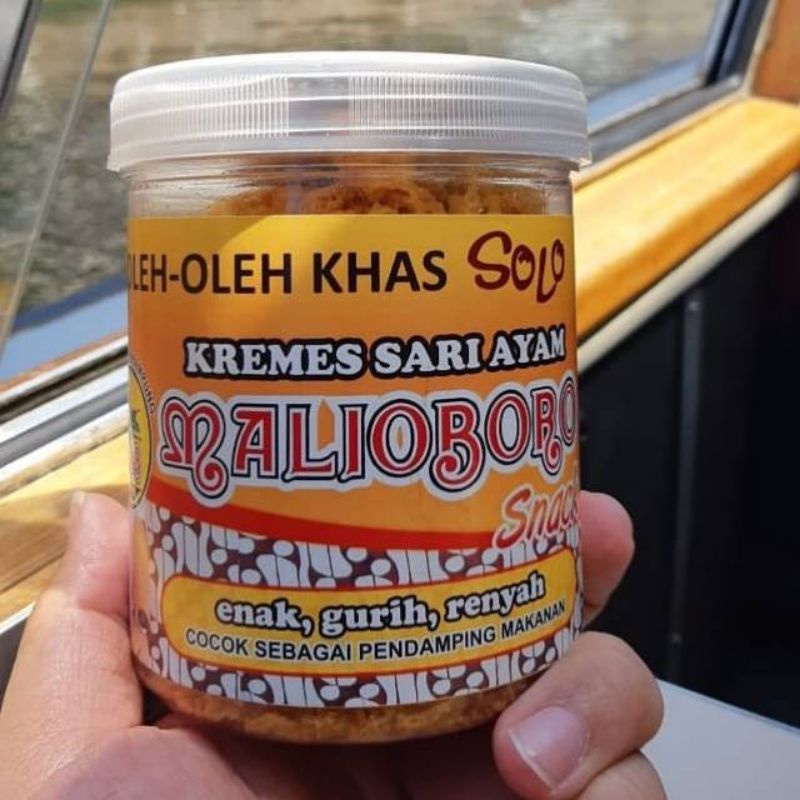 OLEH-OLEH KHAS SOLO
KREMES SARI AYAM
MALIOBORO
Snack
enak, gurih, renyah
COCOK SEBAGAI PENDAMPING MAKANAN